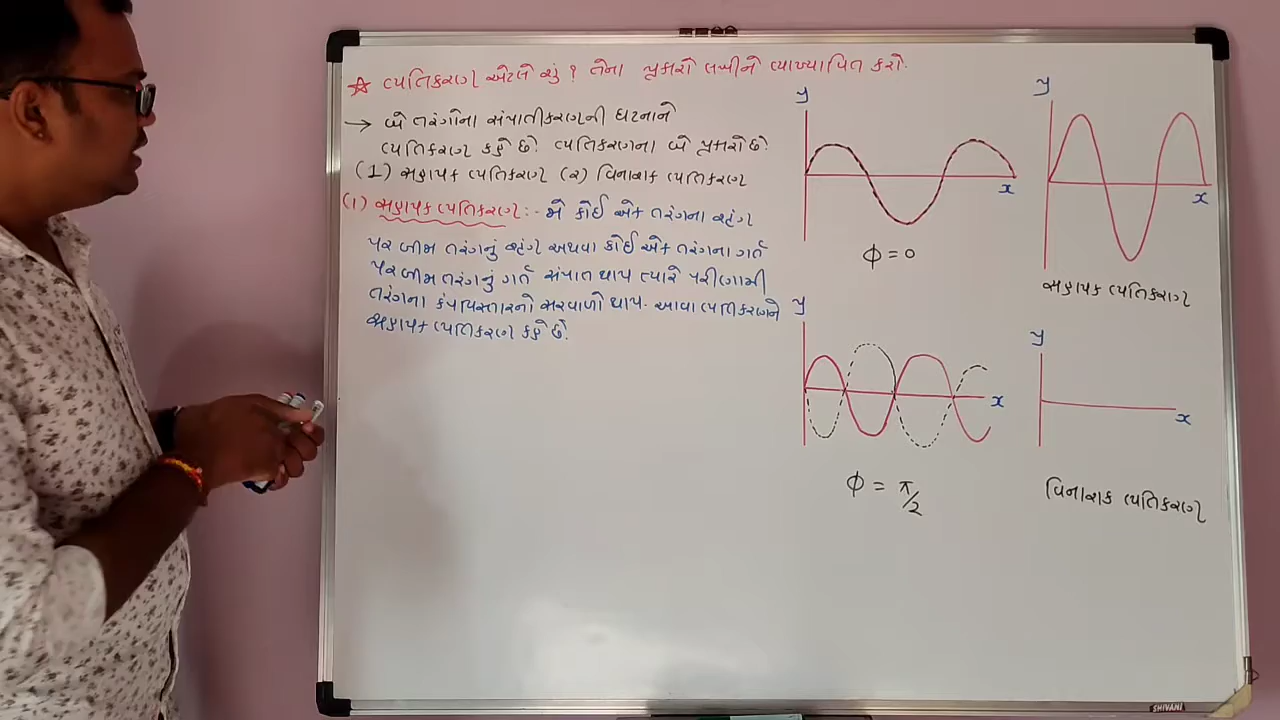 ☆ વ્યતિકરણ એટલે શું ? તેના પ્રકારો લખીને વ્યાખ્યાયિત કરો.
→ બે તરંગોના સંપાતીકરણની ઘટનાને
વ્યતિકરણ કહે છે. વ્યતિકરણના બે પ્રકારો છે.
(1) સહાયક વ્યતિકરણ (૨) વિનાશક વ્યતિકરણ
(૧) સહાયક વ્યતિકરણ :- જો કોઈ એક તરંગના શૃંગ
પર બીજા તરંગનું શૃંગ અથવા કોઈ એક તરંગના ગર્ત
પર બીજા તરંગનું ગર્ત સંપાત થાય ત્યારે પરીણામી
તરંગના કંપવિસ્તારનો સરવાળો થાય. આવા વ્યતિકરણને
સહાયક વ્યતિકરણ કહે છે.
y
x
ϕ = 0
y
x
સહાયક વ્યતિકરણ
y
x
ϕ = π/2
y
x
વિનાશક વ્યતિકરણ
SHIVANI